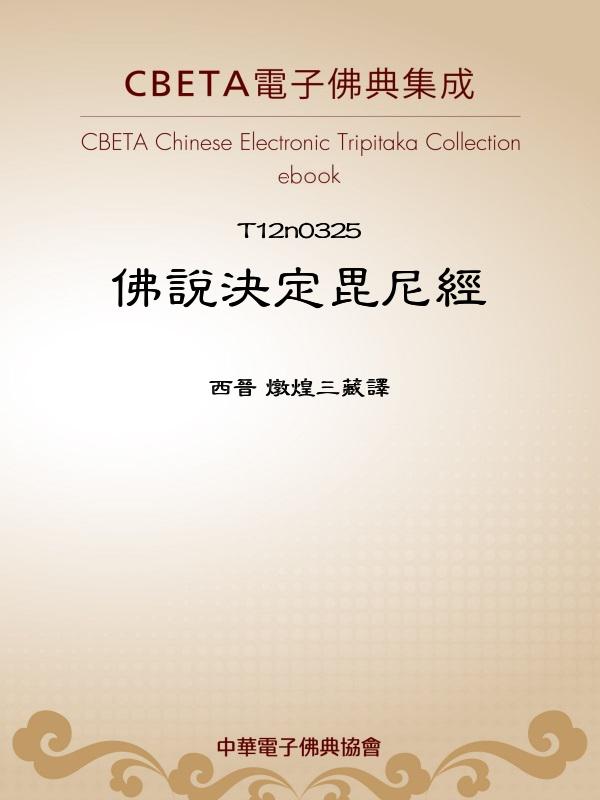 CBETA電子佛典集成
CBETA Chinese Electronic Tripitaka Collection
ebook
T12n0325
佛說決定毘尼經
西晉 燉煌三藏譯
中華電子佛典協會